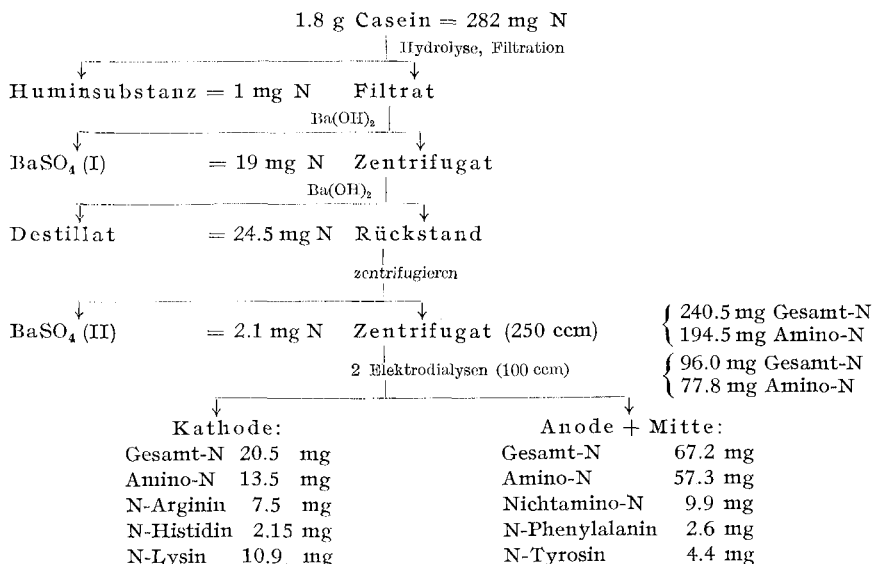 1.8 g Casein = 282 mg N
Hydrolyse, Filtration
Huminsubstanz = 1 mg N Filtrat
Ba(OH)₂
BaSO₄ (I) = 19 mg N Zentrifugat
Ba(OH)₂
Destillat = 24.5 mg N Rückstand
zentrifugieren
BaSO₄ (II) = 2.1 mg N Zentrifugat (250 ccm) { 240.5 mg Gesamt-N
194.5 mg Amino-N
2 Elektrodialysen (100 ccm) { 96.0 mg Gesamt-N
77.8 mg Amino-N
Kathode:
Gesamt-N 20.5 mg
Amino-N 13.5 mg
N-Arginin 7.5 mg
N-Histidin 2.15 mg
N-Lysin 10.9 mg
Anode + Mitte:
Gesamt-N 67.2 mg
Amino-N 57.3 mg
Nichtamino-N 9.9 mg
N-Phenylalanin 2.6 mg
N-Tyrosin 4.4 mg